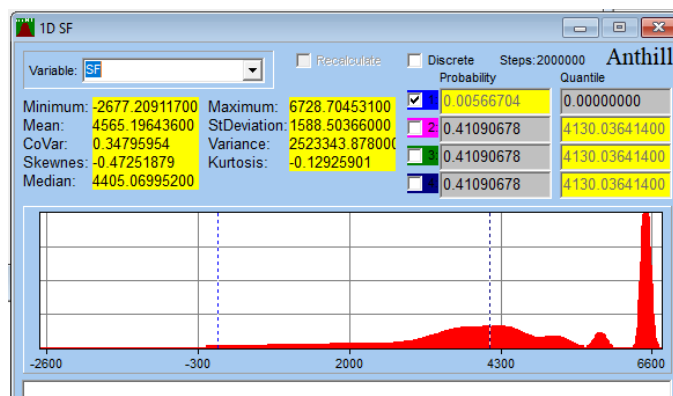 1D SF
Variable: SF
Recalculate
Discrete Steps:2000000 Anthill
Probability Quantile
Minimum: -2677.20911700 Maximum: 6728.70453100
Mean: 4565.19643600 StDeviation: 1588.50366000
CoVar: 0.34795954 Variance: 2523343.878000
Skewnes: -0.47251879 Kurtosis: -0.12925901
Median: 4405.06995200
1: 0.00566704 0.00000000
2: 0.41090678 4130.03641400
3: 0.41090678 4130.03641400
0.41090678 4130.03641400
-2600 -300 2000 4300 6600